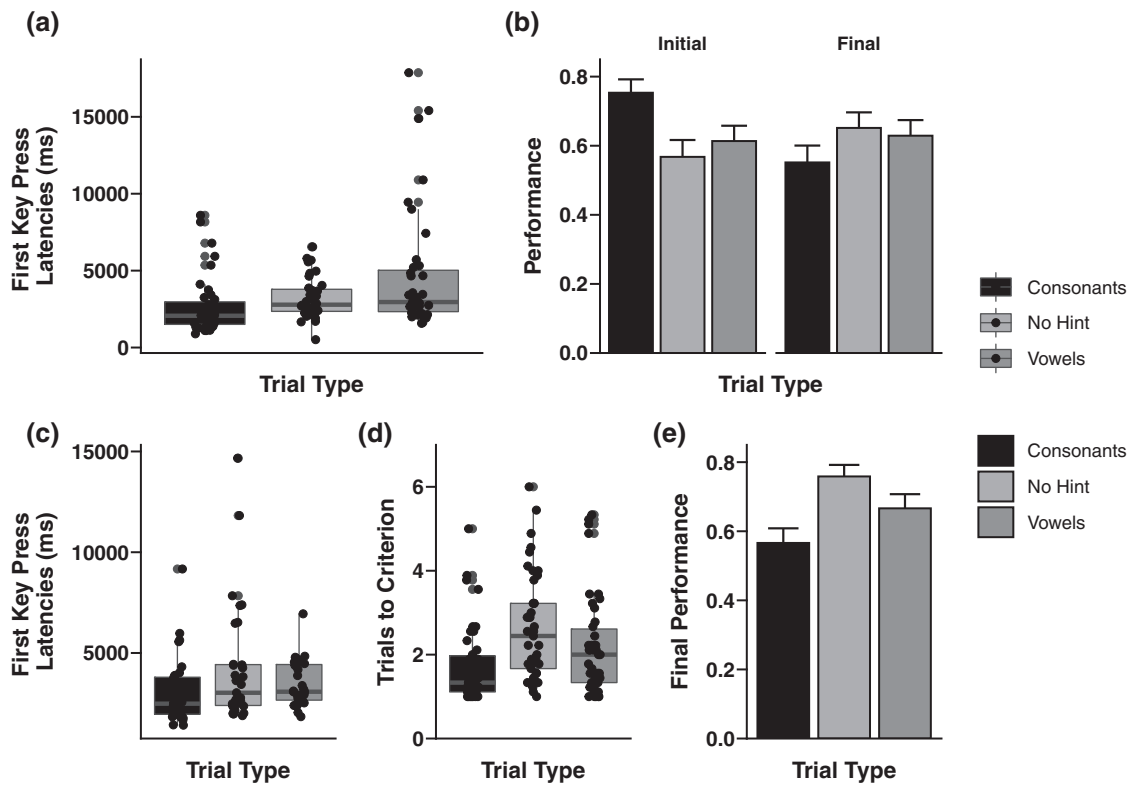 (a)
First Key Press
Latencies (ms)
15000
10000
5000
0
Trial Type
(b)
Initial
Final
Performance
0.8
0.6
0.4
0.2
0.0
Trial Type
Consonants
No Hint
Vowels
(c)
First Key Press
Latencies (ms)
15000
10000
5000
Trial Type
(d)
Trials to Criterion
6
4
2
0
Trial Type
(e)
Final Performance
0.8
0.6
0.4
0.2
0.0
Trial Type
Consonants
No Hint
Vowels